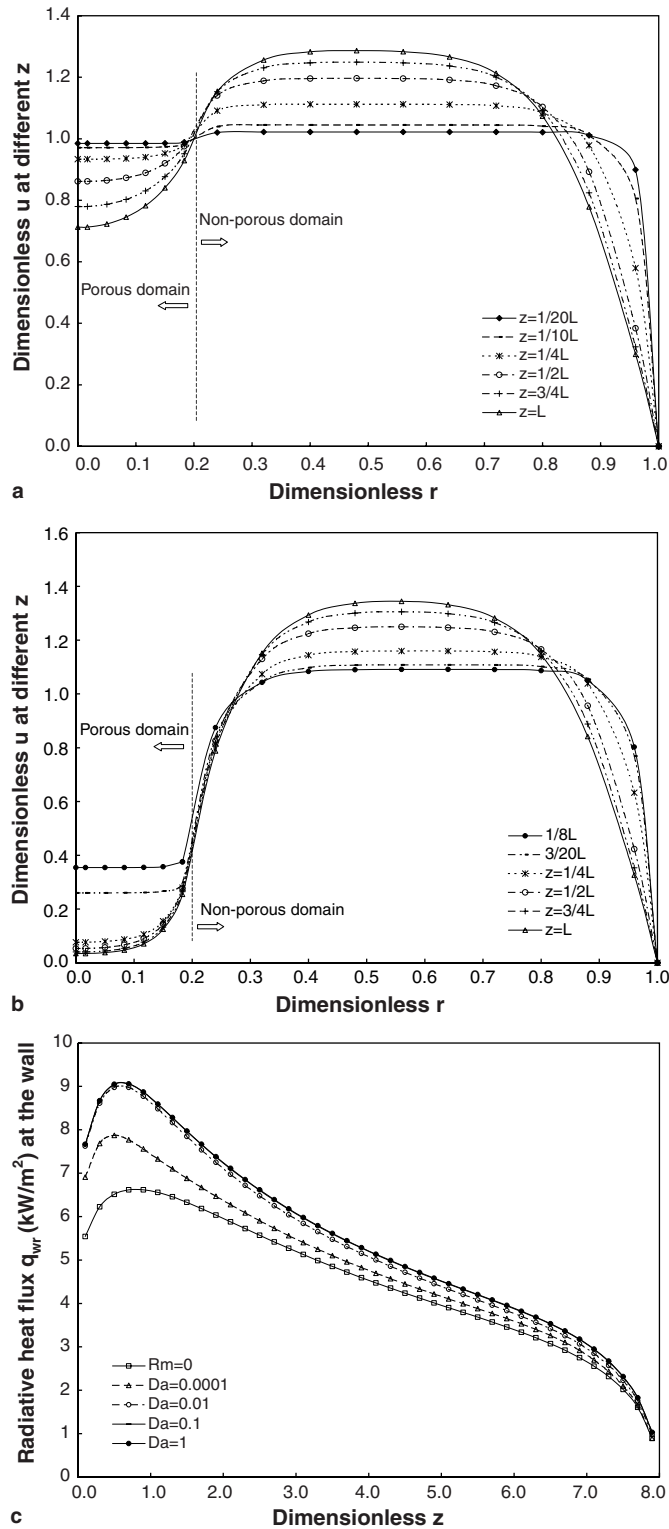 Dimensionless u at different z
1.4
1.2
1.0
0.8
0.6
0.4
0.2
0.0
Non-porous domain
Porous domain
z=1/20L
z=1/10L
z=1/4L
z=1/2L
z=3/4L
z=L
0.0 0.1 0.2 0.3 0.4 0.5 0.6 0.7 0.8 0.9 1.0
a
Dimensionless r
Dimensionless u at different z
1.6
1.4
1.2
1.0
0.8
0.6
0.4
0.2
0.0
Porous domain
Non-porous domain
1/8L
3/20L
z=1/4L
z=1/2L
z=3/4L
z=L
0.0 0.1 0.2 0.3 0.4 0.5 0.6 0.7 0.8 0.9 1.0
b
Dimensionless r
Radiative heat flux qwr (kW/m²) at the wall
10
9
8
7
6
5
4
3
2
1
0
Rm=0
Da=0.0001
Da=0.01
Da=0.1
Da=1
0.0 1.0 2.0 3.0 4.0 5.0 6.0 7.0 8.0
c
Dimensionless z